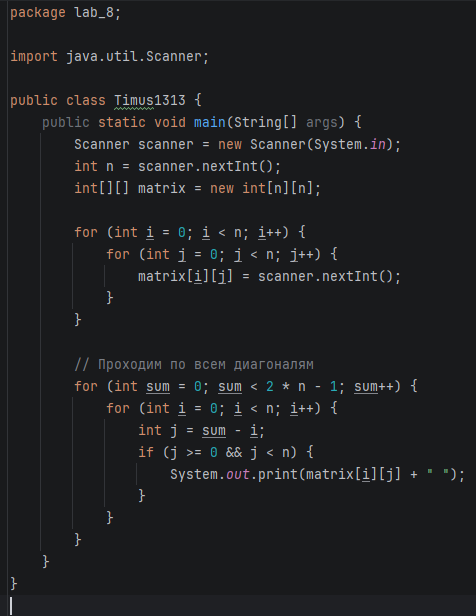 package lab_8;
import java.util.Scanner;
public class Timus1313 {
public static void main(String[] args) {
Scanner scanner = new Scanner(System.in);
int n = scanner.nextInt();
int[][] matrix = new int[n][n];
for (int i = 0; i < n; i++) {
for (int j = 0; j < n; j++) {
matrix[i][j] = scanner.nextInt();
}
}
// Проходим по всем диагоналям
for (int sum = 0; sum < 2 * n - 1; sum++) {
for (int i = 0; i < n; i++) {
int j = sum - i;
if (j >= 0 && j < n) {
System.out.print(matrix[i][j] + " ");
}
}
}
}
}